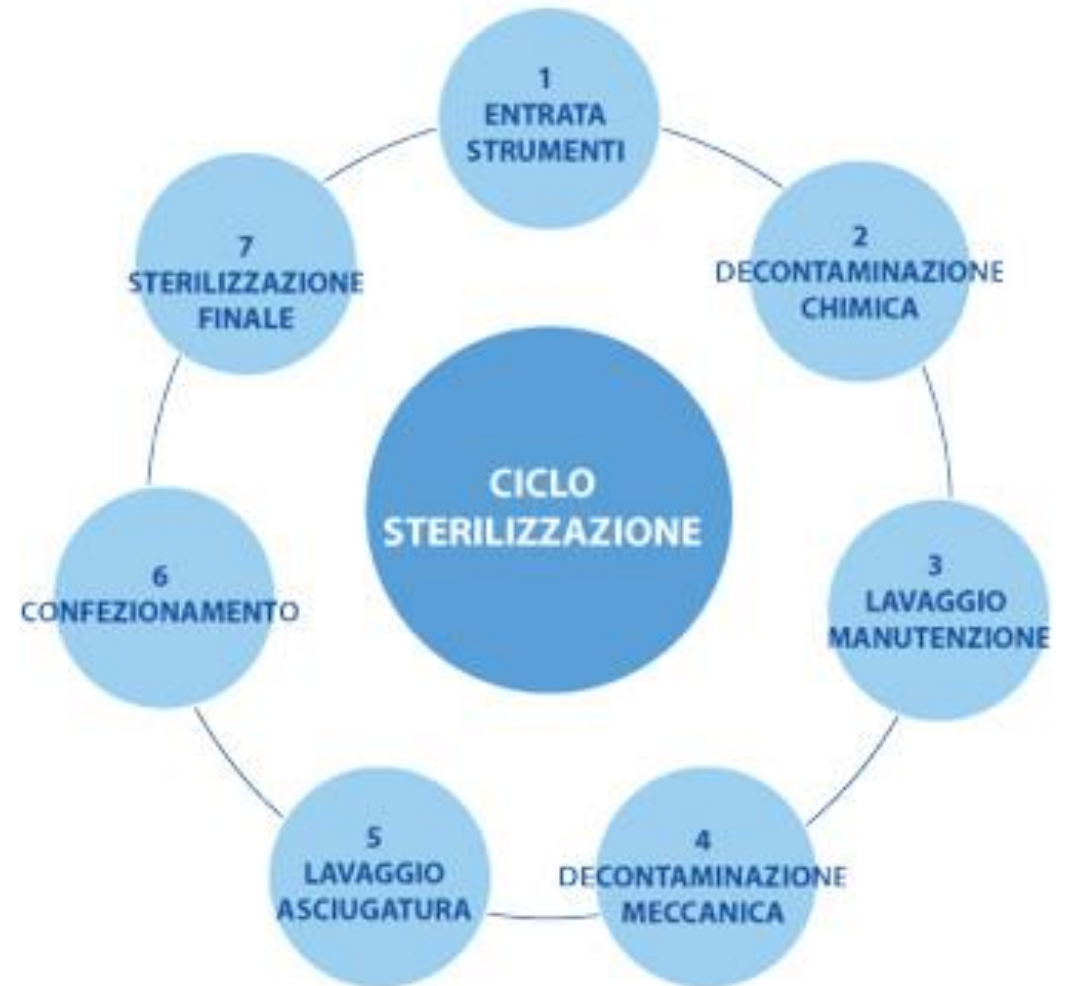 1
ENTRATA
STRUMENTI
2
DECONTAMINAZIONE
CHIMICA
3
LAVAGGIO
MANUTENZIONE
4
DECONTAMINAZIONE
MECCANICA
5
LAVAGGIO
ASCIUGATURA
6
CONFEZIONAMENTO
7
STERILIZZAZIONE
FINALE
CICLO
STERILIZZAZIONE